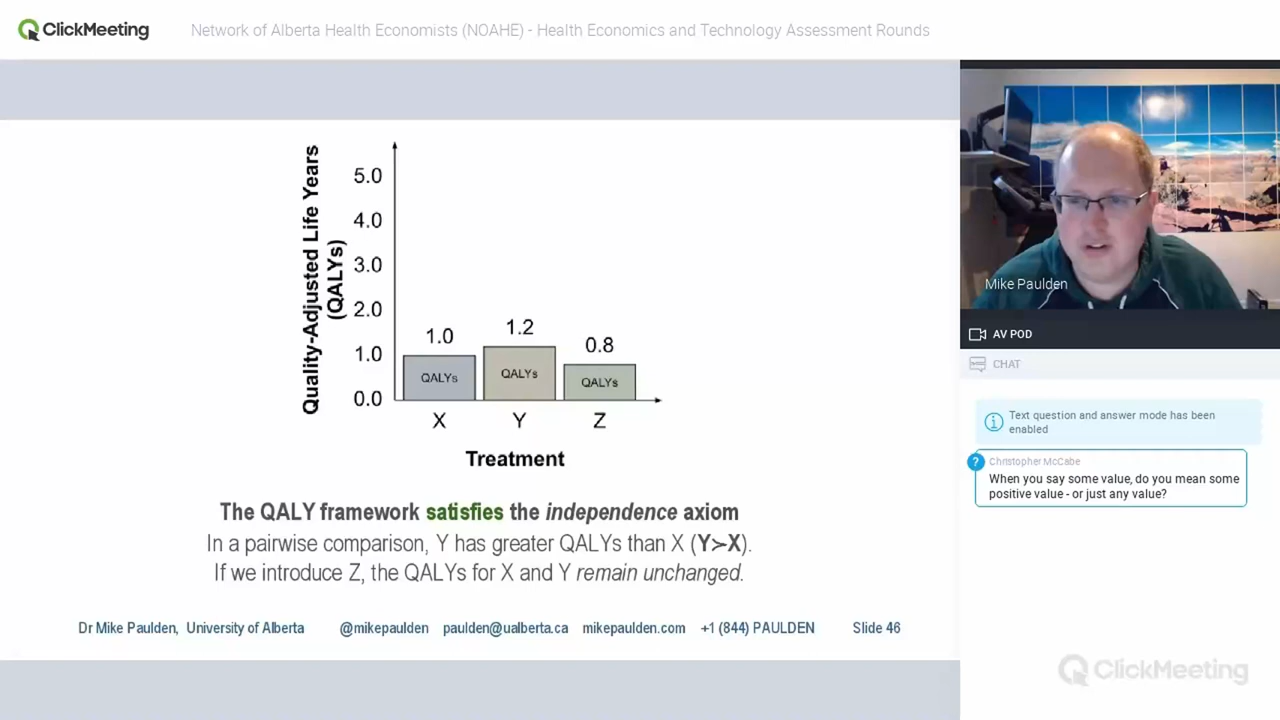 ClickMeeting
Network of Alberta Health Economists (NOAHE) - Health Economics and Technology Assessment Rounds
Quality-Adjusted Life Years
(QALYs)
5.0
4.0
3.0
2.0
1.0
0.0
1.0
1.2
0.8
QALYs
QALYs
QALYs
X
Y
Z
Treatment
The QALY framework satisfies the independence axiom
In a pairwise comparison, Y has greater QALYs than X (Y≻X).
If we introduce Z, the QALYs for X and Y remain unchanged.
Dr Mike Paulden, University of Alberta
@mikepaulden
paulden@ualberta.ca
mikepaulden.com
+1 (844) PAULDEN
Slide 46
Mike Paulden
AV POD
CHAT
Text question and answer mode has been
enabled
Christopher McCabe
When you say some value, do you mean some
positive value - or just any value?
ClickMeeting